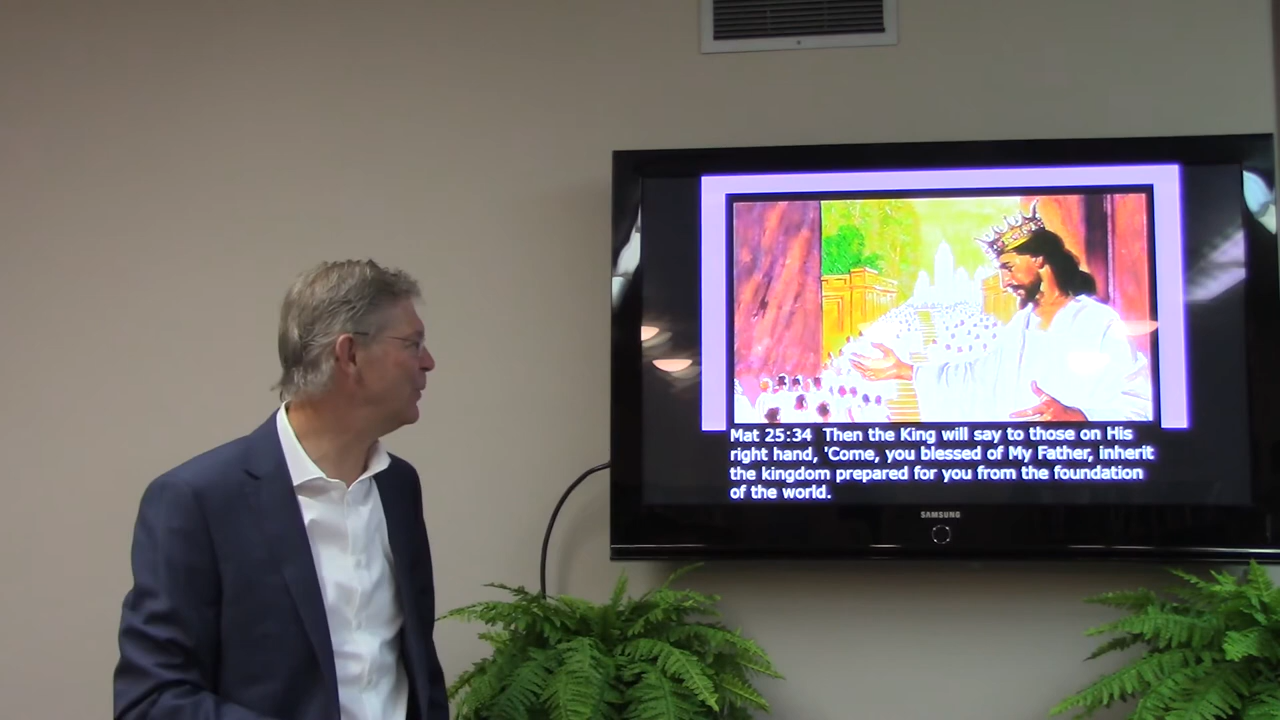 Mat 25:34 Then the King will say to those on His
right hand, 'Come, you blessed of My Father, inherit
the kingdom prepared for you from the foundation
of the world.
SAMSUNG